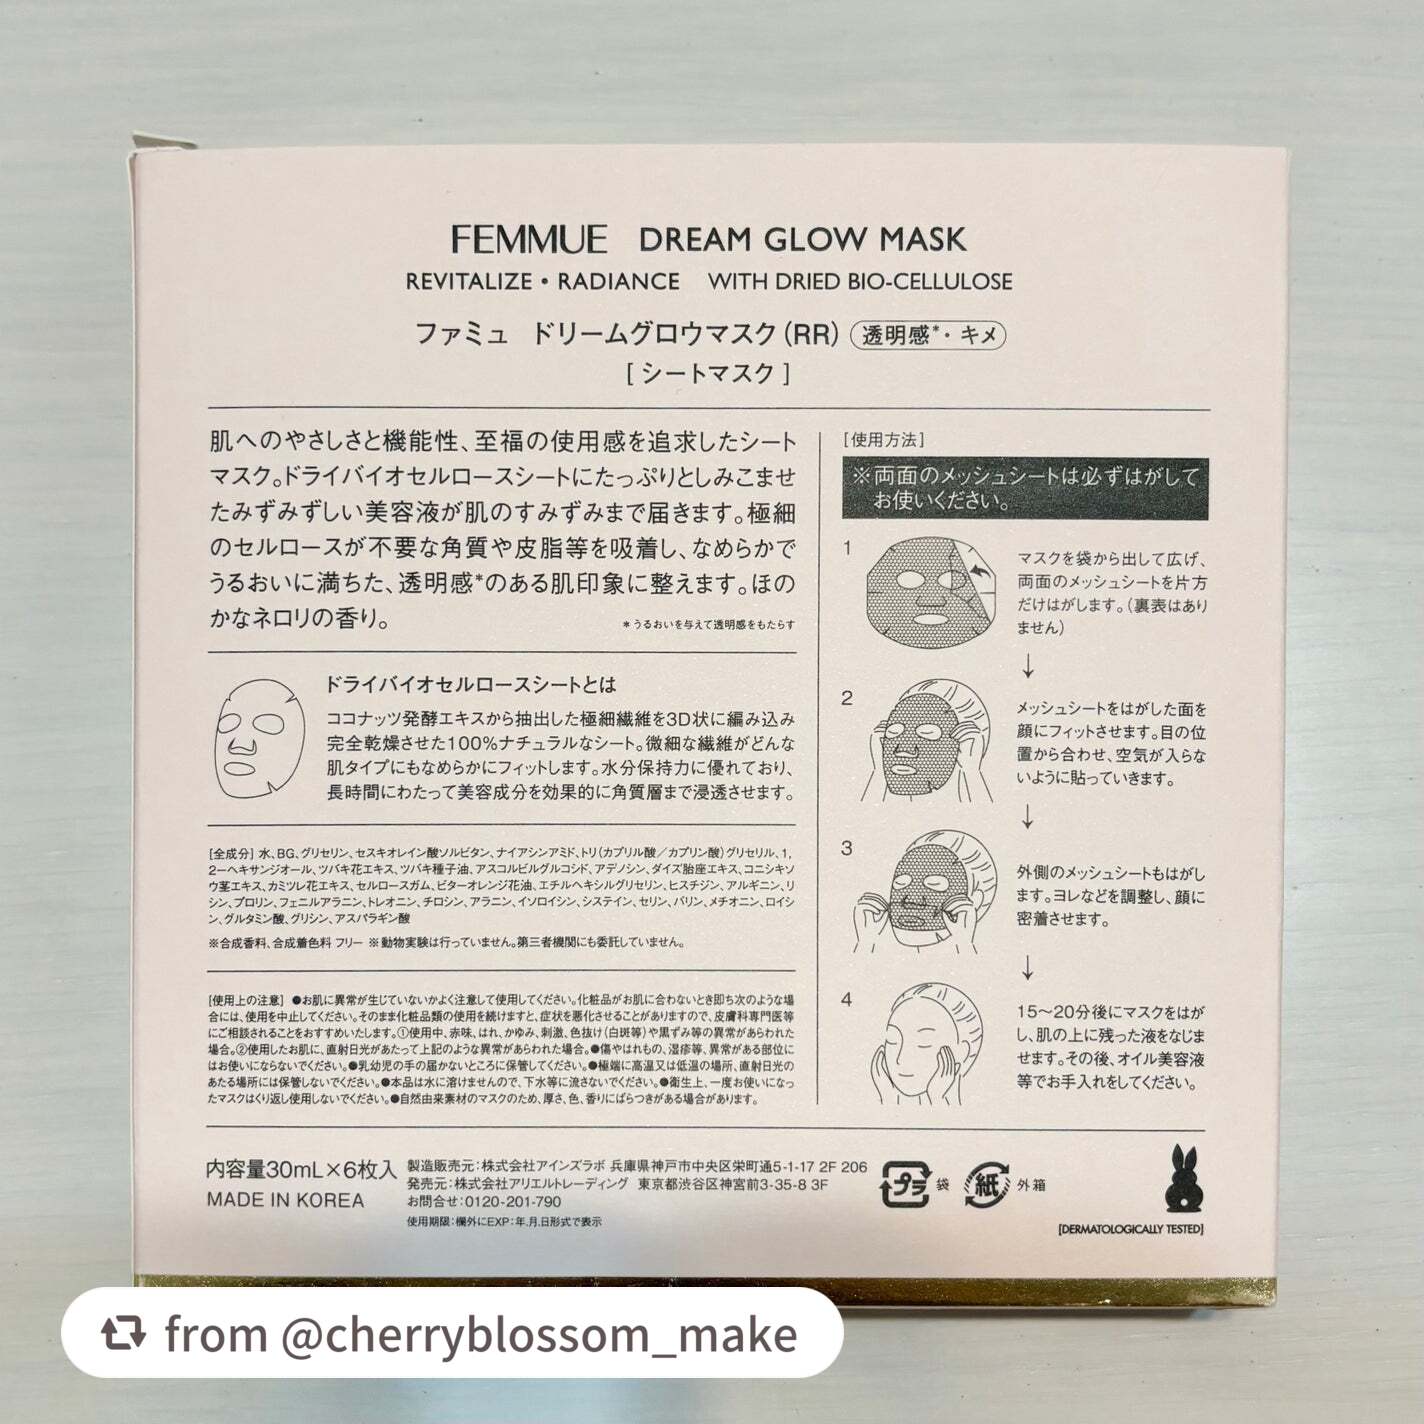 FEMMUE DREAM GLOW MASK
REVITALIZE • RADIANCE WITH DRIED BIO-CELLULOSE
ファミュ ドリームグロウマスク(RR) 透明感*・キメ
[ シートマスク ]
肌へのやさしさと機能性、至福の使用感を追求したシート
マスク。ドライバイオセルロースシートにたっぷりとしみこませ
たみずみずしい美容液が肌のすみずみまで届きます。極細
のセルロースが不要な角質や皮脂等を吸着し、なめらかで
うるおいに満ちた、透明感*のある肌印象に整えます。ほの
かなネロリの香り。
*うるおいを与えて透明感をもたらす
ドライバイオセルロースシートとは
ココナッツ発酵エキスから抽出した極細繊維を3D状に編み込み
完全乾燥させた100%ナチュラルなシート。微細な繊維がどんな
肌タイプにもなめらかにフィットします。水分保持力に優れており、
長時間にわたって美容成分を効果的に角質層まで浸透させます。
[全成分] 水、BG、グリセリン、セスキオレイン酸ソルビタン、ナイアシンアミド、トリ(カプリル酸/カプリン酸)グリセリル、1,
2-ヘキサンジオール、ツバキ花エキス、ツバキ種子油、アスコルビルグルコシド、アデノシン、ダイズ胎座エキス、コニシキソ
ウ茎エキス、カミツレ花エキス、セルロースガム、ビターオレンジ花油、エチルヘキシルグリセリン、ヒスチジン、アルギニン、リ
シン、プロリン、フェニルアラニン、トレオニン、チロシン、アラニン、イソロイシン、システイン、セリン、バリン、メチオニン、ロイシ
ン、グルタミン酸、グリシン、アスパラギン酸
※合成香料、合成着色料 フリー ※動物実験は行っていません。第三者機関にも委託していません。
[使用上の注意] ●お肌に異常が生じていないかよく注意して使用してください。化粧品がお肌に合わないとき即ち次のような場
合には、使用を中止してください。そのまま化粧品類の使用を続けますと、症状を悪化させることがありますので、皮膚科専門医等
にご相談されることをおすすめいたします。①使用中、赤味、はれ、かゆみ、刺激、色抜け(白斑等)や黒ずみ等の異常があらわれた
場合。②使用したお肌に、直射日光があたって上記のような異常があらわれた場合。●傷やはれもの、湿疹等、異常がある部位に
はお使いにならないでください。●乳幼児の手の届かないところに保管してください。●極端に高温又は低温の場所、直射日光の
あたる場所には保管しないでください。●本品は水に溶けませんので、下水等に流さないでください。●衛生上、一度お使いになっ
たマスクはくり返し使用しないでください。●自然由来素材のマスクのため、厚さ、色、香りにばらつきがある場合があります。
[使用方法]
※両面のメッシュシートは必ずはがして
お使いください。
1
マスクを袋から出して広げ、
両面のメッシュシートを片方
だけはがします。(裏表はあり
ません)
↓
2
メッシュシートをはがした面を
顔にフィットさせます。目の位
置から合わせ、空気が入らな
いように貼っていきます。
↓
3
外側のメッシュシートもはがし
ます。ヨレなどを調整し、顔に
密着させます。
↓
4
15〜20分後にマスクをはが
し、肌の上に残った液をなじま
せます。その後、オイル美容液
等でお手入れをしてください。
内容量30mL×6枚入
MADE IN KOREA
製造販売元:株式会社アインズラボ 兵庫県神戸市中央区栄町通5-1-17 2F 206
発売元:株式会社アリエルトレーディング 東京都渋谷区神宮前3-35-8 3F
お問合せ:0120-201-790
使用期限:欄外にEXP:年.月.日形式で表示
プラ 袋
紙 外箱
[DERMATOLOGICALLY TESTED]
from @cherryblossom_make